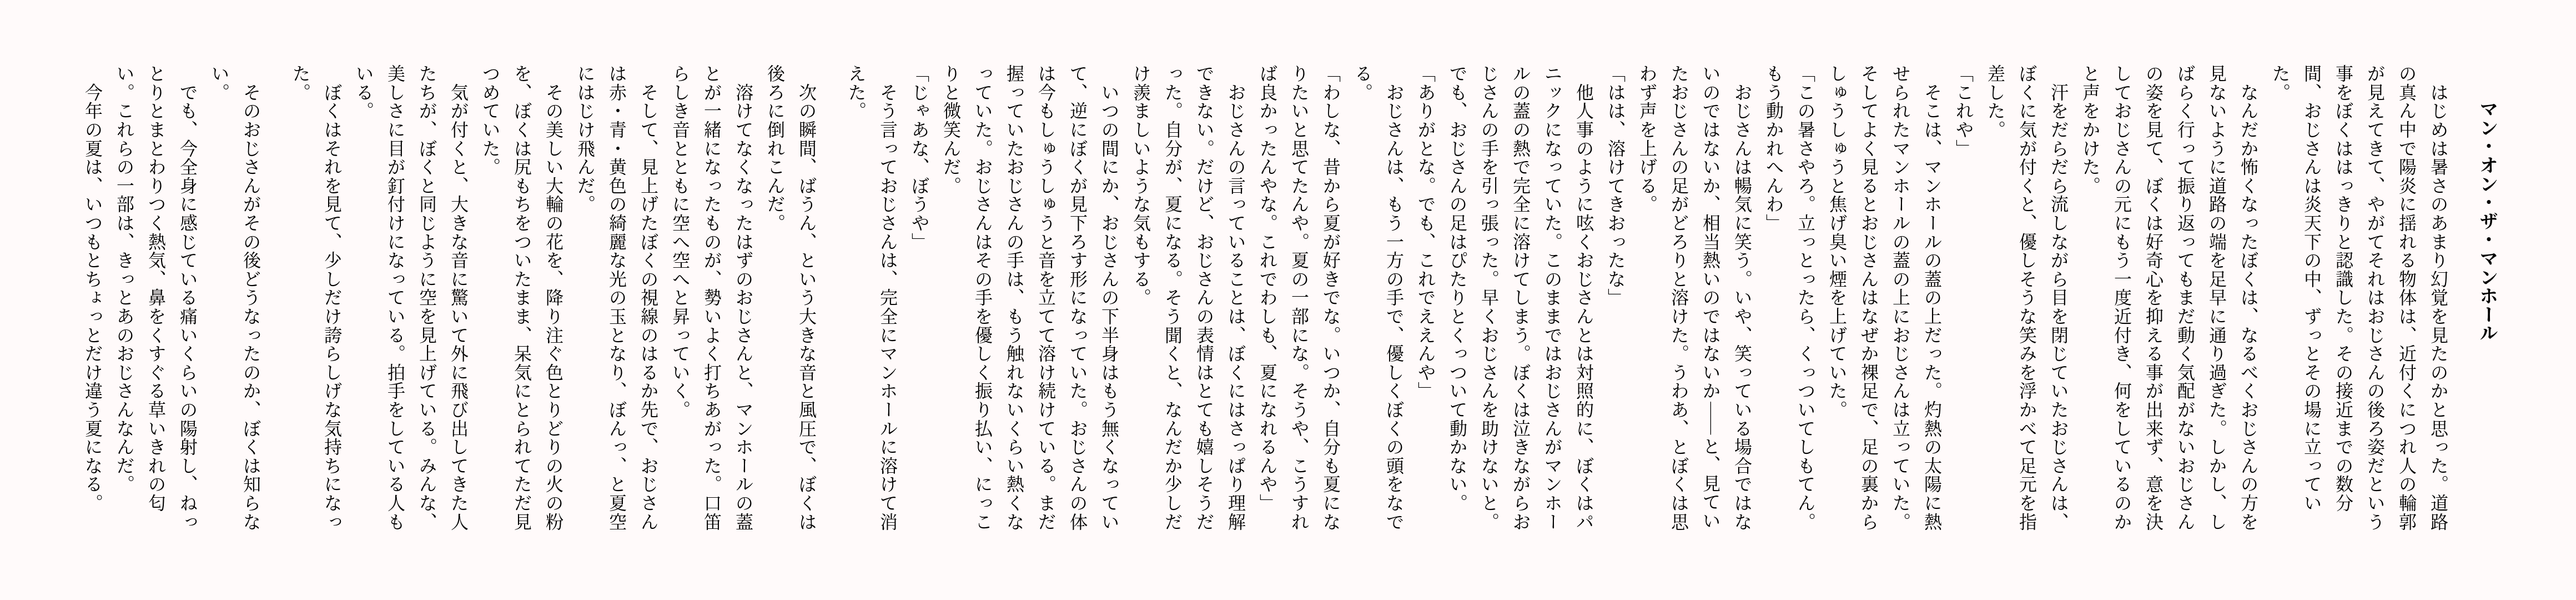 マン・オン・ザ・マンホール
　はじめは暑さのあまり幻覚を見たのかと思った。道路
の真ん中で陽炎に揺れる物体は、近付くにつれ人の輪郭
が見えてきて、やがてそれはおじさんの後ろ姿だという
事をぼくははっきりと認識した。その接近までの数分
間、おじさんは炎天下の中、ずっとその場に立ってい
た。
　なんだか怖くなったぼくは、なるべくおじさんの方を
見ないように道路の端を足早に通り過ぎた。しかし、し
ばらく行って振り返ってもまだ動く気配がないおじさん
の姿を見て、ぼくは好奇心を抑える事が出来ず、意を決
しておじさんの元にもう一度近付き、何をしているのか
と声をかけた。
　汗をだらだら流しながら目を閉じていたおじさんは、
ぼくに気が付くと、優しそうな笑みを浮かべて足元を指
差した。
「これや」
　そこは、マンホールの蓋の上だった。灼熱の太陽に熱
せられたマンホールの蓋の上におじさんは立っていた。
そしてよく見るとおじさんはなぜか裸足で、足の裏から
しゅうしゅうと焦げ臭い煙を上げていた。
「この暑さやろ。立っとったら、くっついてしもてん。
もう動かれへんわ」
　おじさんは暢気に笑う。いや、笑っている場合ではな
いのではないか、相当熱いのではないか――と、見てい
たおじさんの足がどろりと溶けた。うわあ、とぼくは思
わず声を上げる。
「はは、溶けてきおったな」
　他人事のように呟くおじさんとは対照的に、ぼくはパ
ニックになっていた。このままではおじさんがマンホー
ルの蓋の熱で完全に溶けてしまう。ぼくは泣きながらお
じさんの手を引っ張った。早くおじさんを助けないと。
でも、おじさんの足はぴたりとくっついて動かない。
「ありがとな。でも、これでええんや」
　おじさんは、もう一方の手で、優しくぼくの頭をなで
る。
「わしな、昔から夏が好きでな。いつか、自分も夏にな
りたいと思てたんや。夏の一部にな。そうや、こうすれ
ば良かったんやな。これでわしも、夏になれるんや」
　おじさんの言っていることは、ぼくにはさっぱり理解
できない。だけど、おじさんの表情はとても嬉しそうだ
った。自分が、夏になる。そう聞くと、なんだか少しだ
け羨ましいような気もする。
　いつの間にか、おじさんの下半身はもう無くなってい
て、逆にぼくが見下ろす形になっていた。おじさんの体
は今もしゅうしゅうと音を立てて溶け続けている。まだ
握っていたおじさんの手は、もう触れないくらい熱くな
っていた。おじさんはその手を優しく振り払い、にっこ
りと微笑んだ。
「じゃあな、ぼうや」
　そう言っておじさんは、完全にマンホールに溶けて消
えた。
　次の瞬間、ばうん、という大きな音と風圧で、ぼくは
後ろに倒れこんだ。
　溶けてなくなったはずのおじさんと、マンホールの蓋
とが一緒になったものが、勢いよく打ちあがった。口笛
らしき音とともに空へ空へと昇っていく。
　そして、見上げたぼくの視線のはるか先で、おじさん
は赤・青・黄色の綺麗な光の玉となり、ぼんっ、と夏空
にはじけ飛んだ。
　その美しい大輪の花を、降り注ぐ色とりどりの火の粉
を、ぼくは尻もちをついたまま、呆気にとられてただ見
つめていた。
　気が付くと、大きな音に驚いて外に飛び出してきた人
たちが、ぼくと同じように空を見上げている。みんな、
美しさに目が釘付けになっている。拍手をしている人も
いる。
　ぼくはそれを見て、少しだけ誇らしげな気持ちになっ
た。
　そのおじさんがその後どうなったのか、ぼくは知らな
い。
　でも、今全身に感じている痛いくらいの陽射し、ねっ
とりとまとわりつく熱気、鼻をくすぐる草いきれの匂
い。これらの一部は、きっとあのおじさんなんだ。
　今年の夏は、いつもとちょっとだけ違う夏になる。